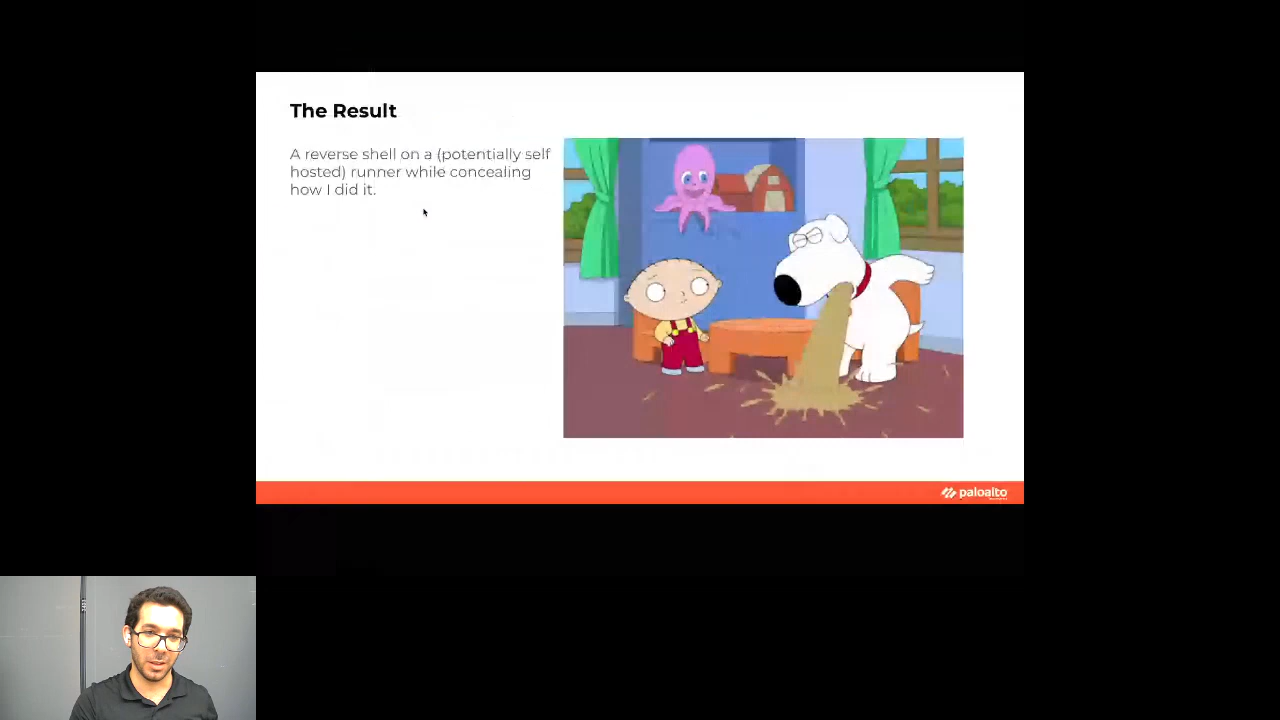 The Result
A reverse shell on a (potentially self
hosted) runner while concealing
how I did it.
paloalto